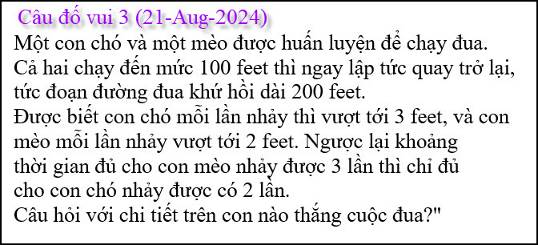 Câu đố vui 3 (21-Aug-2024)
Một con chó và một mèo được huấn luyện để chạy đua.
Cả hai chạy đến mức 100 feet thì ngay lập tức quay trở lại,
tức đoạn đường đua khứ hồi dài 200 feet.
Được biết con chó mỗi lần nhảy thì vượt tới 3 feet, và con
mèo mỗi lần nhảy vượt tới 2 feet. Ngược lại khoảng
thời gian đủ cho con mèo nhảy được 3 lần thì chỉ đủ
cho con chó nhảy được có 2 lần.
Câu hỏi với chi tiết trên con nào thắng cuộc đua?"